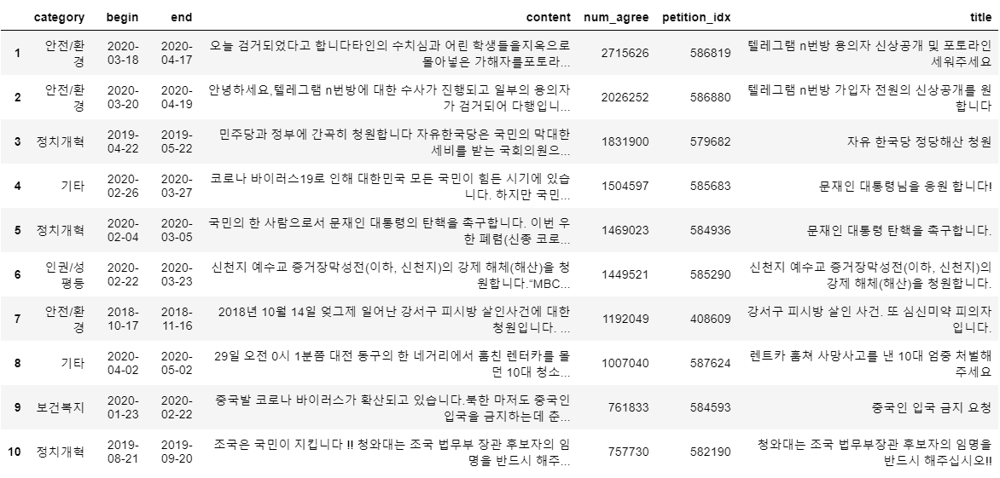 category begin end content num_agree petition_idx title
1 안전/환경 2020-03-18 2020-04-17 오늘 검거되었다고 합니다타인의 수치심과 어린 학생들을지옥으로 몰아넣은 가해자를포토라... 2715626 586819 텔레그램 n번방 용의자 신상공개 및 포토라인 세워주세요
2 안전/환경 2020-03-20 2020-04-19 안녕하세요,텔레그램 n번방에 대한 수사가 진행되고 일부의 용의자가 검거되어 다행입니... 2026252 586880 텔레그램 n번방 가입자 전원의 신상공개를 원합니다
3 정치개혁 2019-04-22 2019-05-22 민주당과 정부에 간곡히 청원합니다 자유한국당은 국민의 막대한 세비를 받는 국회의원으... 1831900 579682 자유 한국당 정당해산 청원
4 기타 2020-02-26 2020-03-27 코로나 바이러스19로 인해 대한민국 모든 국민이 힘든 시기에 있습니다. 하지만 국민... 1504597 585683 문재인 대통령님을 응원 합니다!
5 정치개혁 2020-02-04 2020-03-05 국민의 한 사람으로서 문재인 대통령의 탄핵을 촉구합니다. 이번 우한 폐렴(신종 코로... 1469023 584936 문재인 대통령 탄핵을 촉구합니다.
6 인권/성평등 2020-02-22 2020-03-23 신천지 예수교 증거장막성전(이하, 신천지)의 강제 해체(해산)을 청원합니다.“MBC... 1449521 585290 신천지 예수교 증거장막성전(이하, 신천지)의 강제 해체(해산)을 청원합니다.
7 안전/환경 2018-10-17 2018-11-16 2018년 10월 14일 엊그제 일어난 강서구 피시방 살인사건에 대한 청원입니다. ... 1192049 408609 강서구 피시방 살인 사건. 또 심신미약 피의자입니다.
8 기타 2020-04-02 2020-05-02 29일 오전 0시 1분쯤 대전 동구의 한 네거리에서 훔친 렌터카를 몰던 10대 청소... 1007040 587624 렌트카 훔쳐 사망사고를 낸 10대 엄중 처벌해주세요
9 보건복지 2020-01-23 2020-02-22 중국발 코로나 바이러스가 확산되고 있습니다.북한 마저도 중국인 입국을 금지하는데 춘... 761833 584593 중국인 입국 금지 요청
10 정치개혁 2019-08-21 2019-09-20 조국은 국민이 지킵니다 !! 청와대는 조국 법무부 장관 후보자의 임명을 반드시 해주... 757730 582190 청와대는 조국 법무부장관 후보자의 임명을 반드시 해주십시오!!